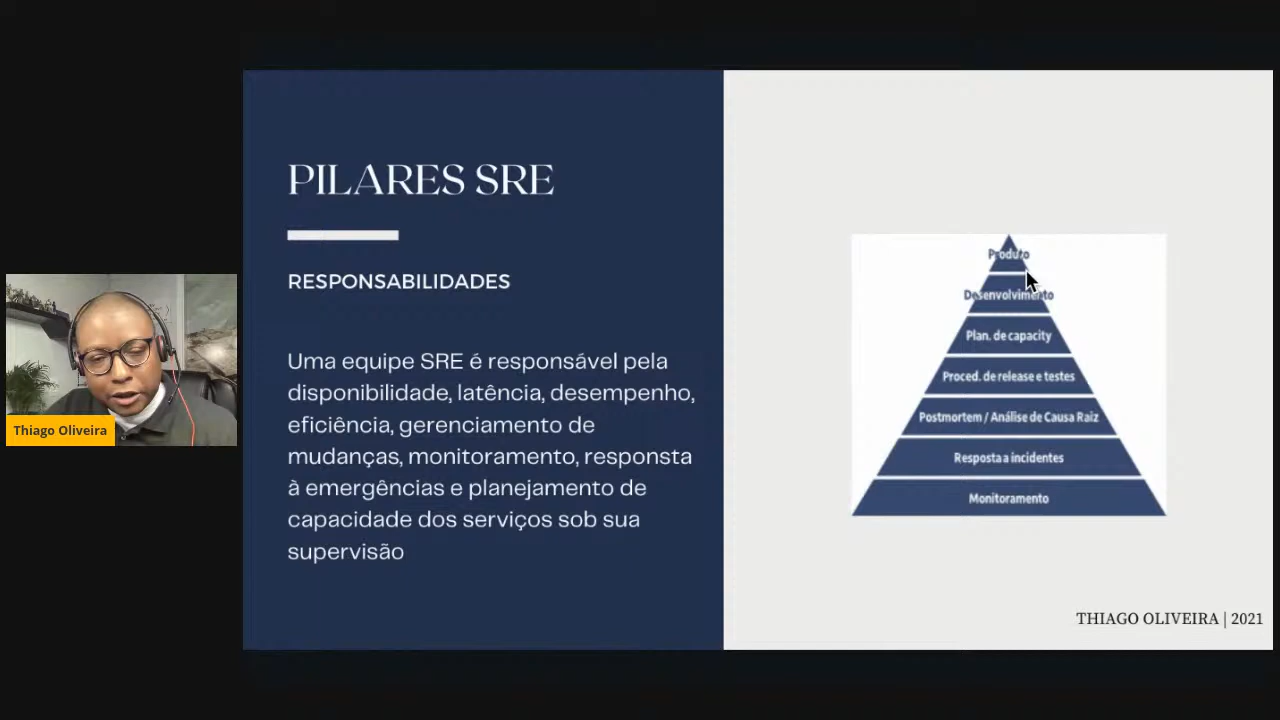 PILARES SRE
RESPONSABILIDADES
Uma equipe SRE é responsável pela
disponibilidade, latência, desempenho,
eficiência, gerenciamento de
mudanças, monitoramento, responsta
à emergências e planejamento de
capacidade dos serviços sob sua
supervisão
Produto
Desenvolvimento
Plan. de capacity
Proced. de release e testes
Postmortem / Análise de Causa Raiz
Resposta a incidentes
Monitoramento
THIAGO OLIVEIRA | 2021
Thiago Oliveira